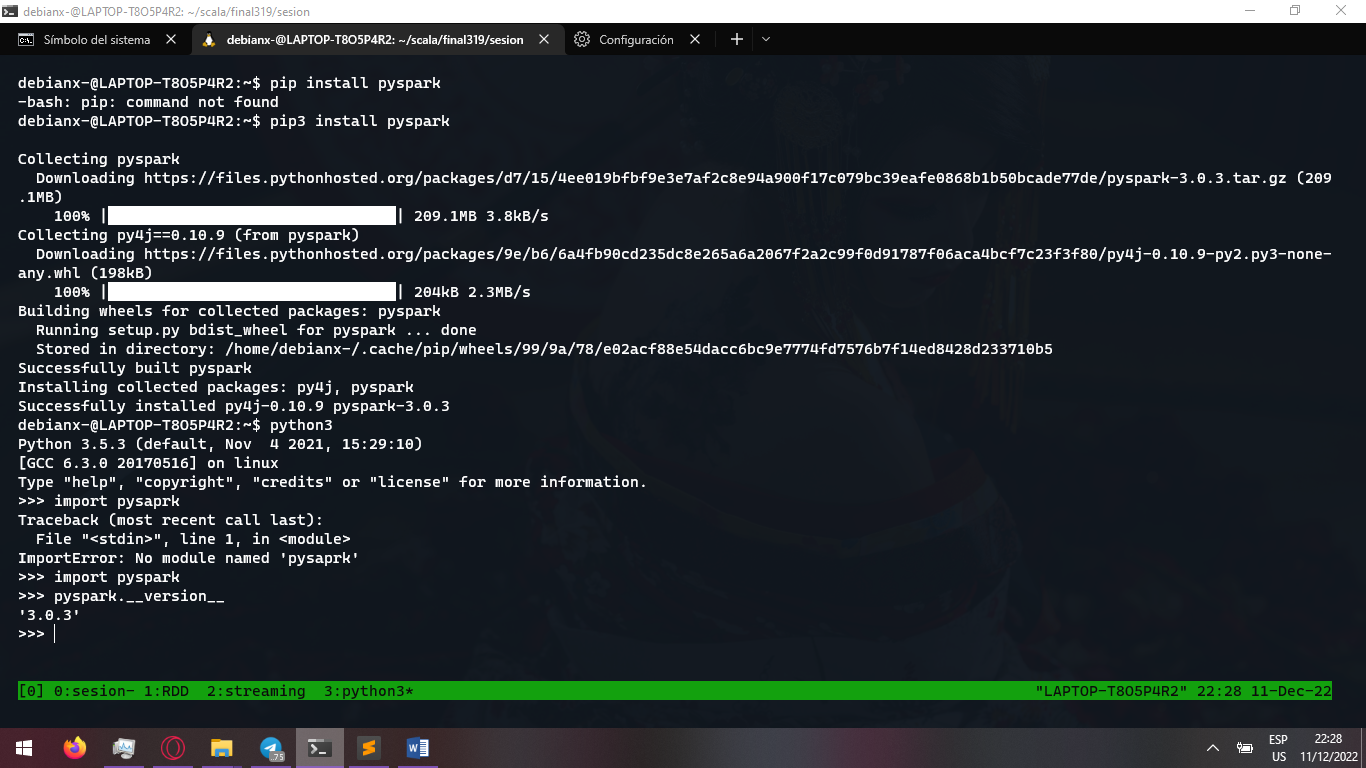 debianx-@LAPTOP-T8O5P4R2: ~/scala/final319/sesion
Símbolo del sistema
debianx-@LAPTOP-T8O5P4R2: ~/scala/final319/sesion
Configuración
debianx-@LAPTOP-T8O5P4R2:~$ pip install pyspark
-bash: pip: command not found
debianx-@LAPTOP-T8O5P4R2:~$ pip3 install pyspark
Collecting pyspark
Downloading https://files.pythonhosted.org/packages/d7/15/4ee019bfbf9e3e7af2c8e94a900f17c079bc39eafe0868b1b50bcade77de/pyspark-3.0.3.tar.gz (209
.1MB)
100% || 209.1MB 3.8kB/s
Collecting py4j==0.10.9 (from pyspark)
Downloading https://files.pythonhosted.org/packages/9e/b6/6a4fb90cd235dc8e265a6a2067f2a2c99f0d91787f06aca4bcf7c23f3f80/py4j-0.10.9-py2.py3-none-
any.whl (198kB)
100% || 204kB 2.3MB/s
Building wheels for collected packages: pyspark
Running setup.py bdist_wheel for pyspark ... done
Stored in directory: /home/debianx-/.cache/pip/wheels/99/9a/78/e02acf88e54dacc6bc9e7774fd7576b7f14ed8428d233710b5
Successfully built pyspark
Installing collected packages: py4j, pyspark
Successfully installed py4j-0.10.9 pyspark-3.0.3
debianx-@LAPTOP-T8O5P4R2:~$ python3
Python 3.5.3 (default, Nov  4 2021, 15:29:10)
[GCC 6.3.0 20170516] on linux
Type "help", "copyright", "credits" or "license" for more information.
>>> import pysaprk
Traceback (most recent call last):
File "<stdin>", line 1, in <module>
ImportError: No module named 'pysaprk'
>>> import pyspark
>>> pyspark.__version__
'3.0.3'
>>>
[0] 0:sesion- 1:RDD  2:streaming  3:python3* "LAPTOP-T8O5P4R2" 22:28 11-Dec-22
75
ESP
US
22:28
11/12/2022